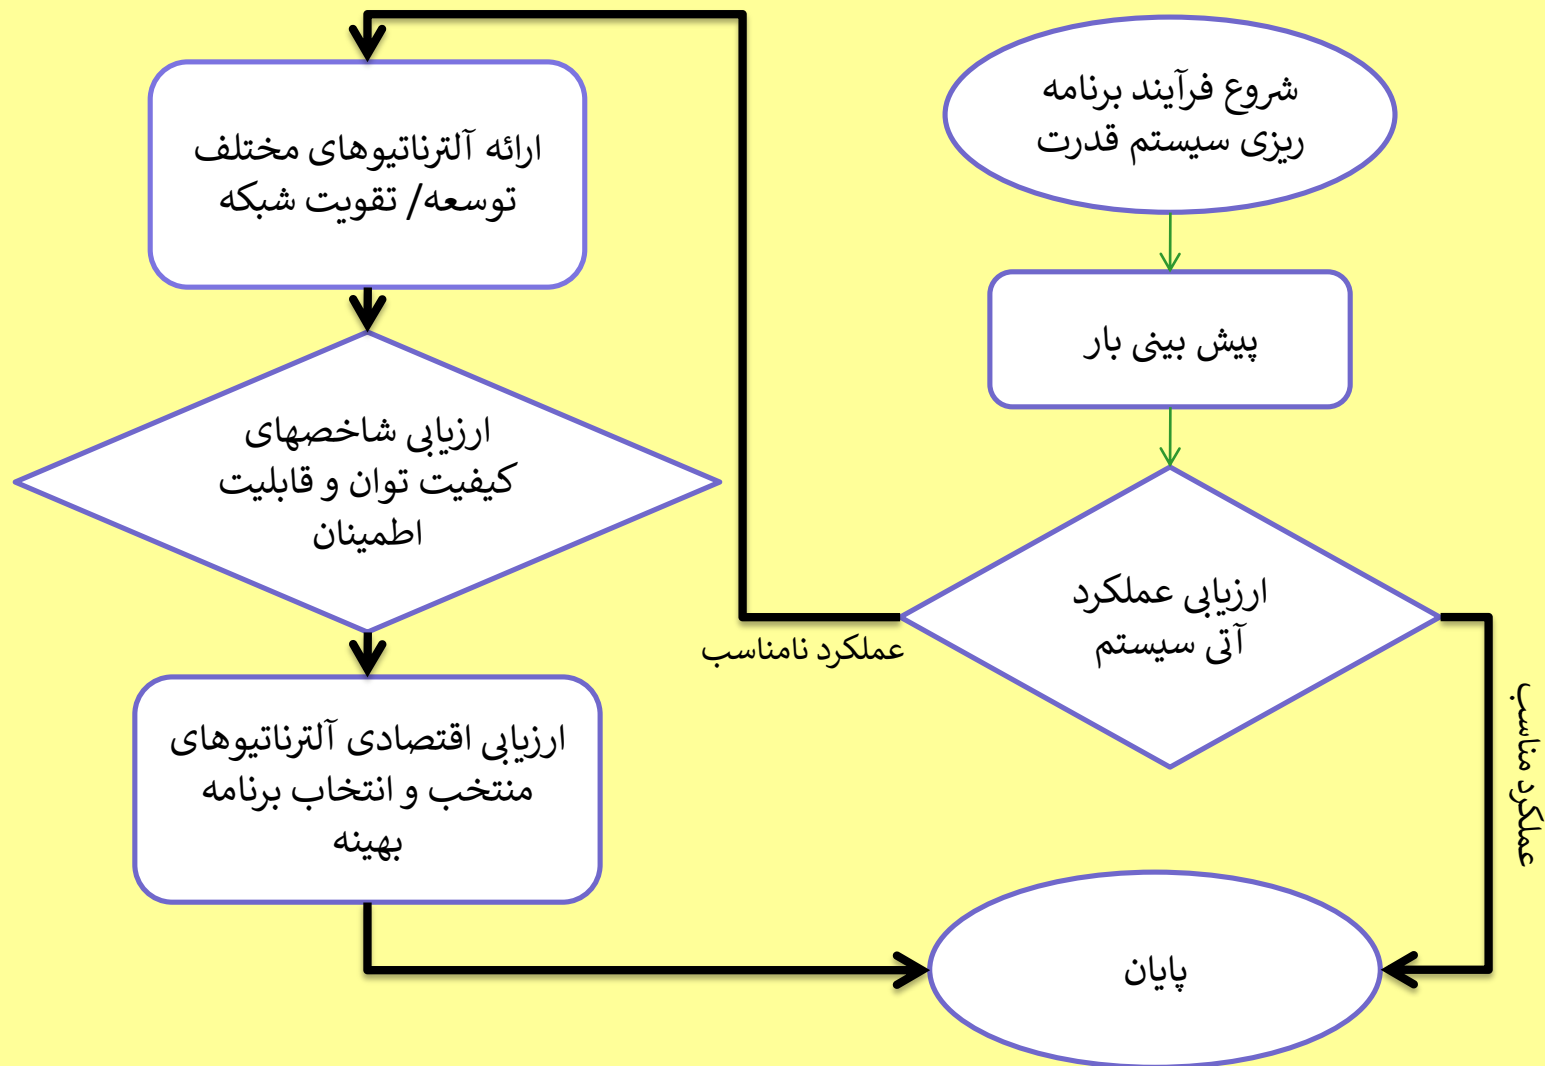 شروع فرآیند برنامه
ریزی سیستم قدرت
پیش بینی بار
ارزیابی عملکرد
آتی سیستم
عملکرد مناسب
عملکرد نامناسب
ارائه آلترناتیوهای مختلف
توسعه/ تقویت شبکه
ارزیابی شاخصهای
کیفیت توان و قابلیت
اطمینان
ارزیابی اقتصادی آلترناتیوهای
منتخب و انتخاب برنامه
بهینه
پایان